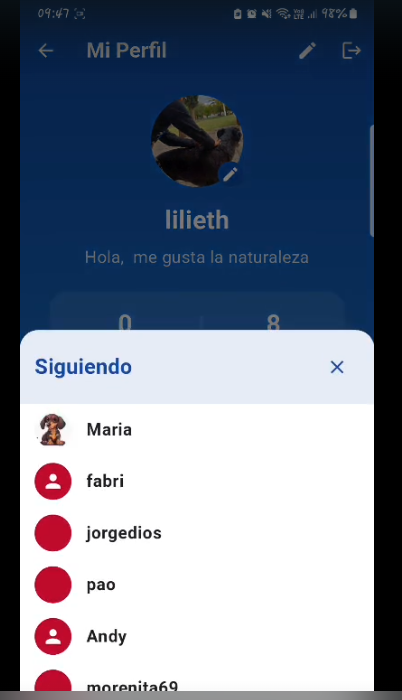 09:47 98%
Mi Perfil
lilieth
Hola, me gusta la naturaleza
0 8
Siguiendo
Maria
fabri
jorgedios
pao
Andy
morenita69